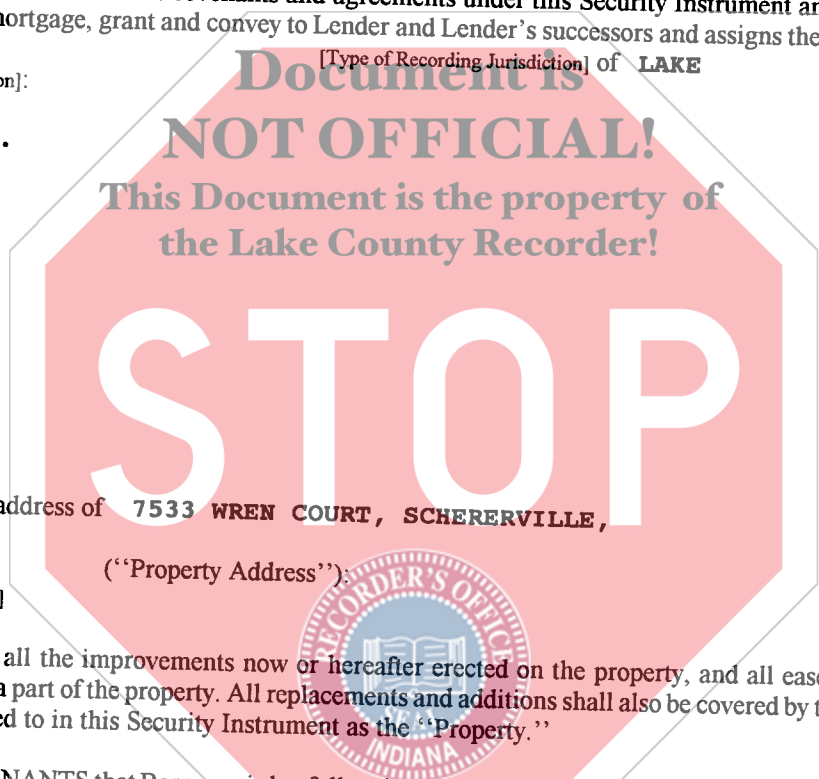 covenants and agreements under this Security Instrument an
ortgage, grant and convey to Lender and Lender's successors and assigns the
[Type of Recording Jurisdiction] of LAKE
on]:
Document is
NOT OFFICIAL!
This Document is the property of
the Lake County Recorder!
STOP
address of 7533 WREN COURT, SCHERERVILLE,
(‘‘Property Address’’):
]
RECORDER'S OFFICE
all the improvements now or hereafter erected on the property, and all ease
a part of the property. All replacements and additions shall also be covered by t
ed to in this Security Instrument as the ‘‘Property.’’
SEAL
INDIANA
NANTS that